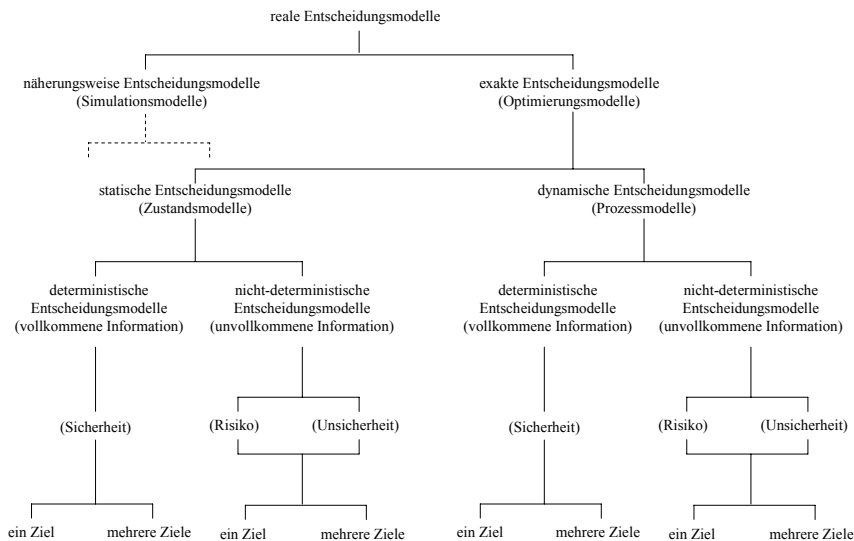 reale Entscheidungsmodelle
näherungsweise Entscheidungsmodelle
(Simulationsmodelle)
exakte Entscheidungsmodelle
(Optimierungsmodelle)
statische Entscheidungsmodelle
(Zustandsmodelle)
dynamische Entscheidungsmodelle
(Prozessmodelle)
deterministische
Entscheidungsmodelle
(vollkommene Information)
nicht-deterministische
Entscheidungsmodelle
(unvollkommene Information)
deterministische
Entscheidungsmodelle
(vollkommene Information)
nicht-deterministische
Entscheidungsmodelle
(unvollkommene Information)
(Sicherheit)
(Risiko)
(Unsicherheit)
(Sicherheit)
(Risiko)
(Unsicherheit)
ein Ziel
mehrere Ziele
ein Ziel
mehrere Ziele
ein Ziel
mehrere Ziele
ein Ziel
mehrere Ziele